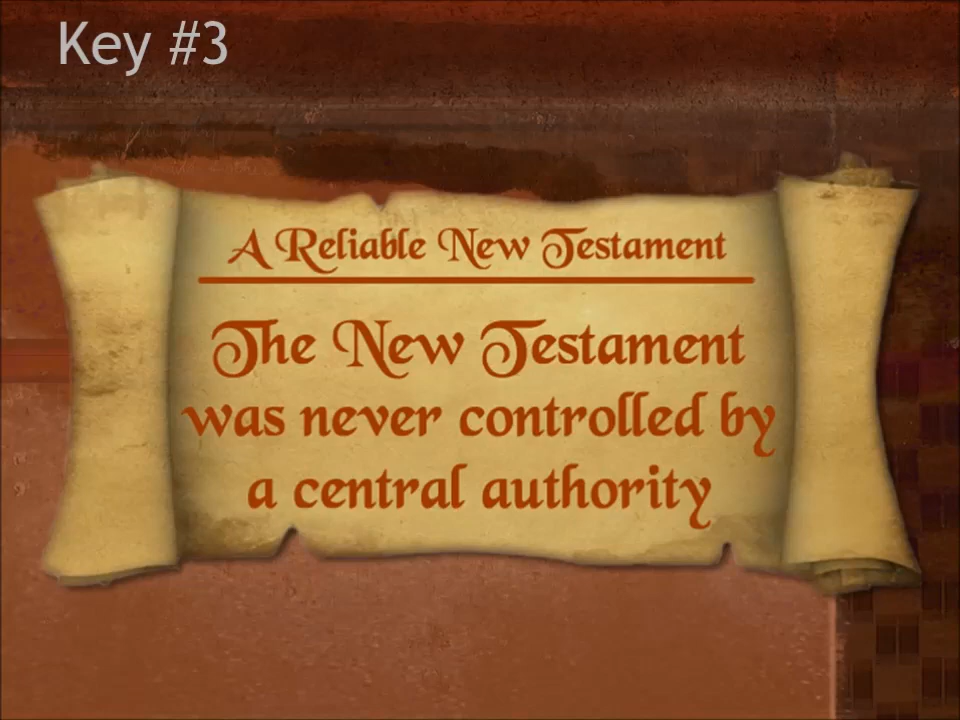 Key #3
A Reliable New Testament
The New Testament
was never controlled by
a central authority